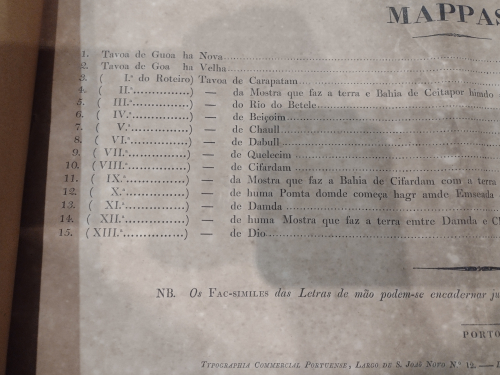 MAPPAS
1. Tavoa de Guoa ha Nova
2. Tavoa de Goa ha Velha
3. ( I.ª do Roteiro) Tavoa de Carapatam
4. ( II.ª..............) — da Mostra que faz a terra e Bahia de Ceitapor himdo
5. ( III.ª..............) — do Rio do Betele
6. ( IV.ª..............) — de Beiçoim
7. ( V.ª..............) — de Chaull
8. ( VI.ª..............) — de Dabull
9. ( VII.ª..............) — de Quelecim
10. (VIII.ª..............) — de Cifardam
11. ( IX.ª..............) — da Mostra que faz a Bahia de Cifardam com a terra
12. ( X.ª..............) — de huma Pomta domde começa hagr amde Emseada
13. ( XI.ª..............) — de Damda
14. ( XII.ª..............) — de huma Mostra que faz a terra emtre Damda e
15. (XIII.ª..............) — de Dio
NB. Os FAC-SIMILES das Letras de mão podem-se encadernar
PORTO
TYPOGRAPHIA COMMERCIAL PORTUENSE, LARGO DE S. JOÃO NOVO N.º 12.—